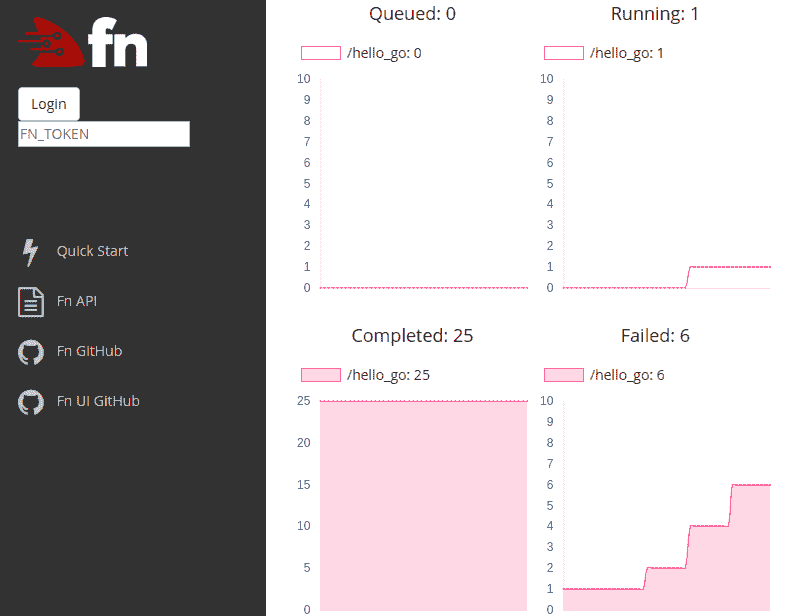 fn
Login
FN_TOKEN
Quick Start
Fn API
Fn GitHub
Fn UI GitHub
Queued: 0
/hello_go: 0
10
9
8
7
6
5
4
3
2
1
0
Running: 1
/hello_go: 1
10
9
8
7
6
5
4
3
2
1
0
Completed: 25
/hello_go: 25
25
20
15
10
5
0
Failed: 6
/hello_go: 6
10
9
8
7
6
5
4
3
2
1
0